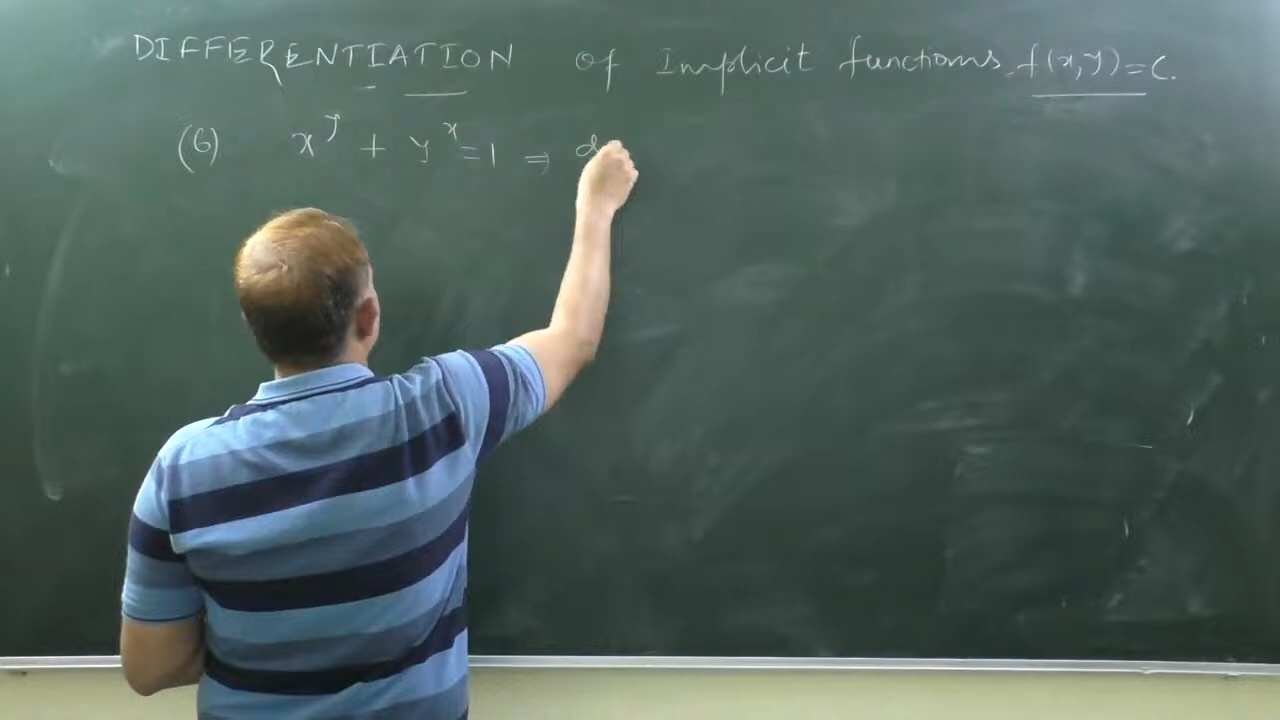 DIFFERENTIATION of Implicit functions f(x,y)=c.
(6) x^y + y^x = 1 ⇒ d